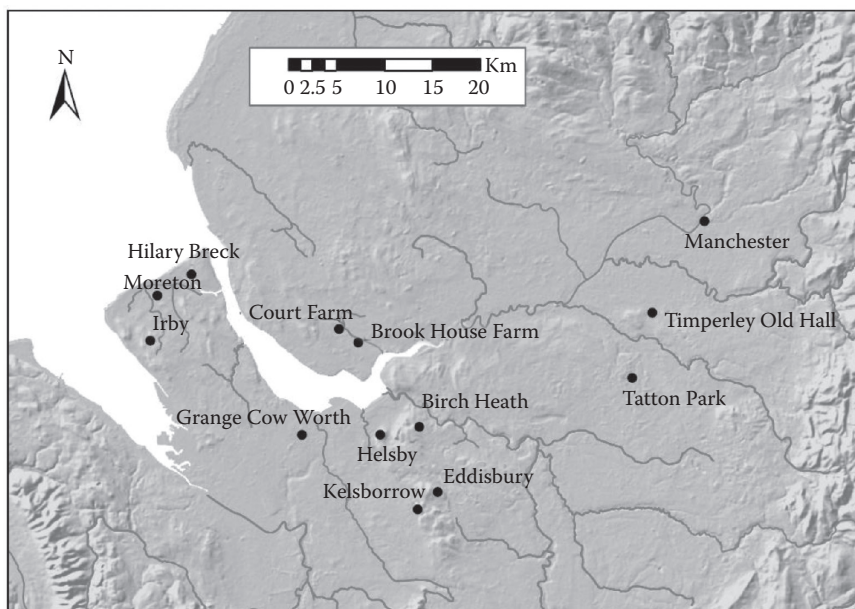 N
Km
0 2.5 5 10 15 20
Manchester
Hilary Breck
Moreton
Irby
Court Farm
Brook House Farm
Timperley Old Hall
Tatton Park
Birch Heath
Grange Cow Worth
Helsby
Eddisbury
Kelsborrow